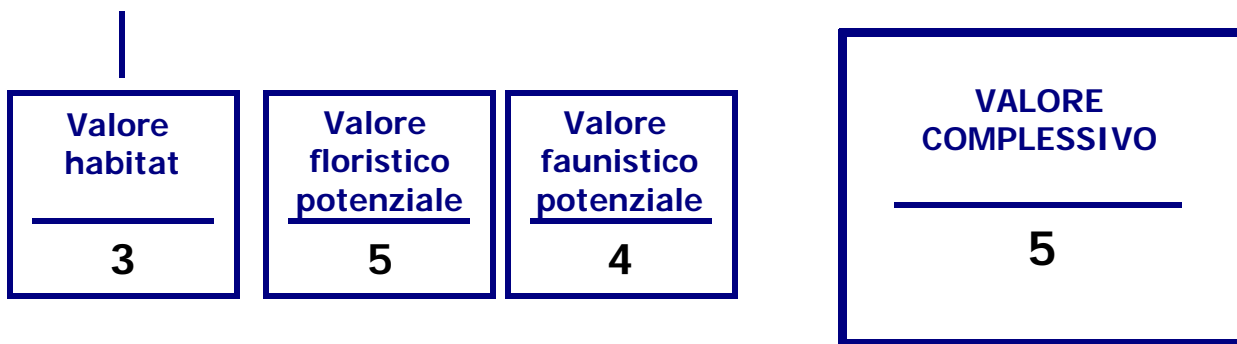 Valore
habitat
3
Valore
floristico
potenziale
5
Valore
faunistico
potenziale
4
VALORE
COMPLESSIVO
5